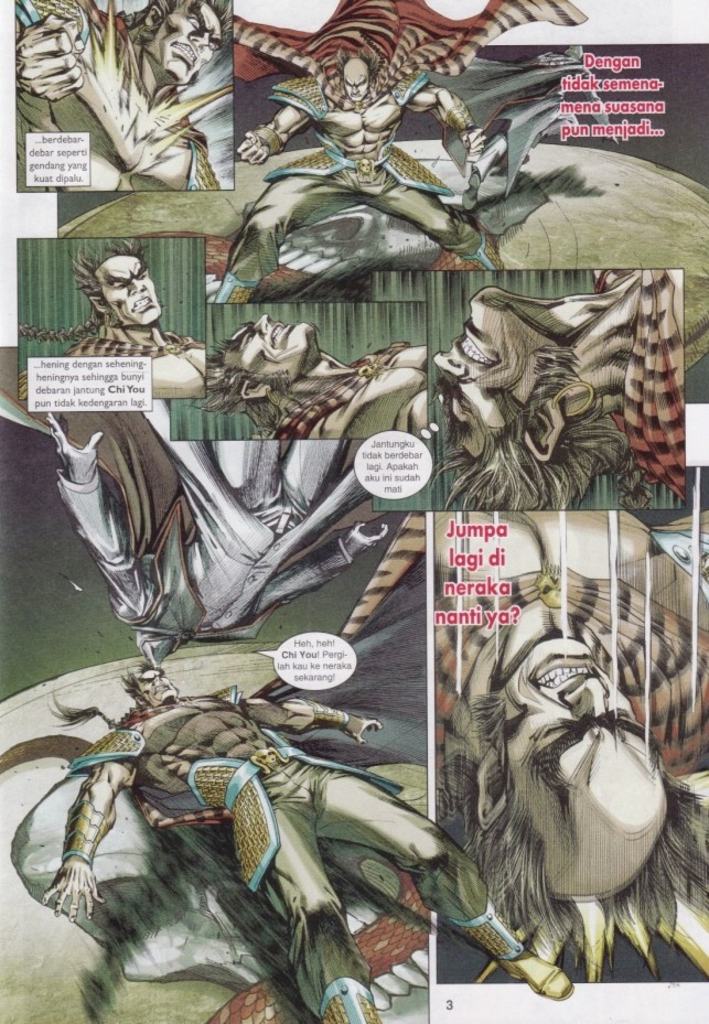 ...berdebar-
debar seperti
gendang yang
kuat dipalu.
Dengan
tidak semena-
mena suasana
pun menjadi...
...hening dengan sehening-
heningnya sehingga bunyi
debaran jantung Chi You
pun tidak kedengaran lagi.
Jantungku
tidak berdebar
lagi. Apakah
aku ini sudah
mati
Jumpa
lagi di
neraka
nanti ya?
Heh, heh!
Chi You! Pergi-
lah kau ke neraka
sekarang!
3